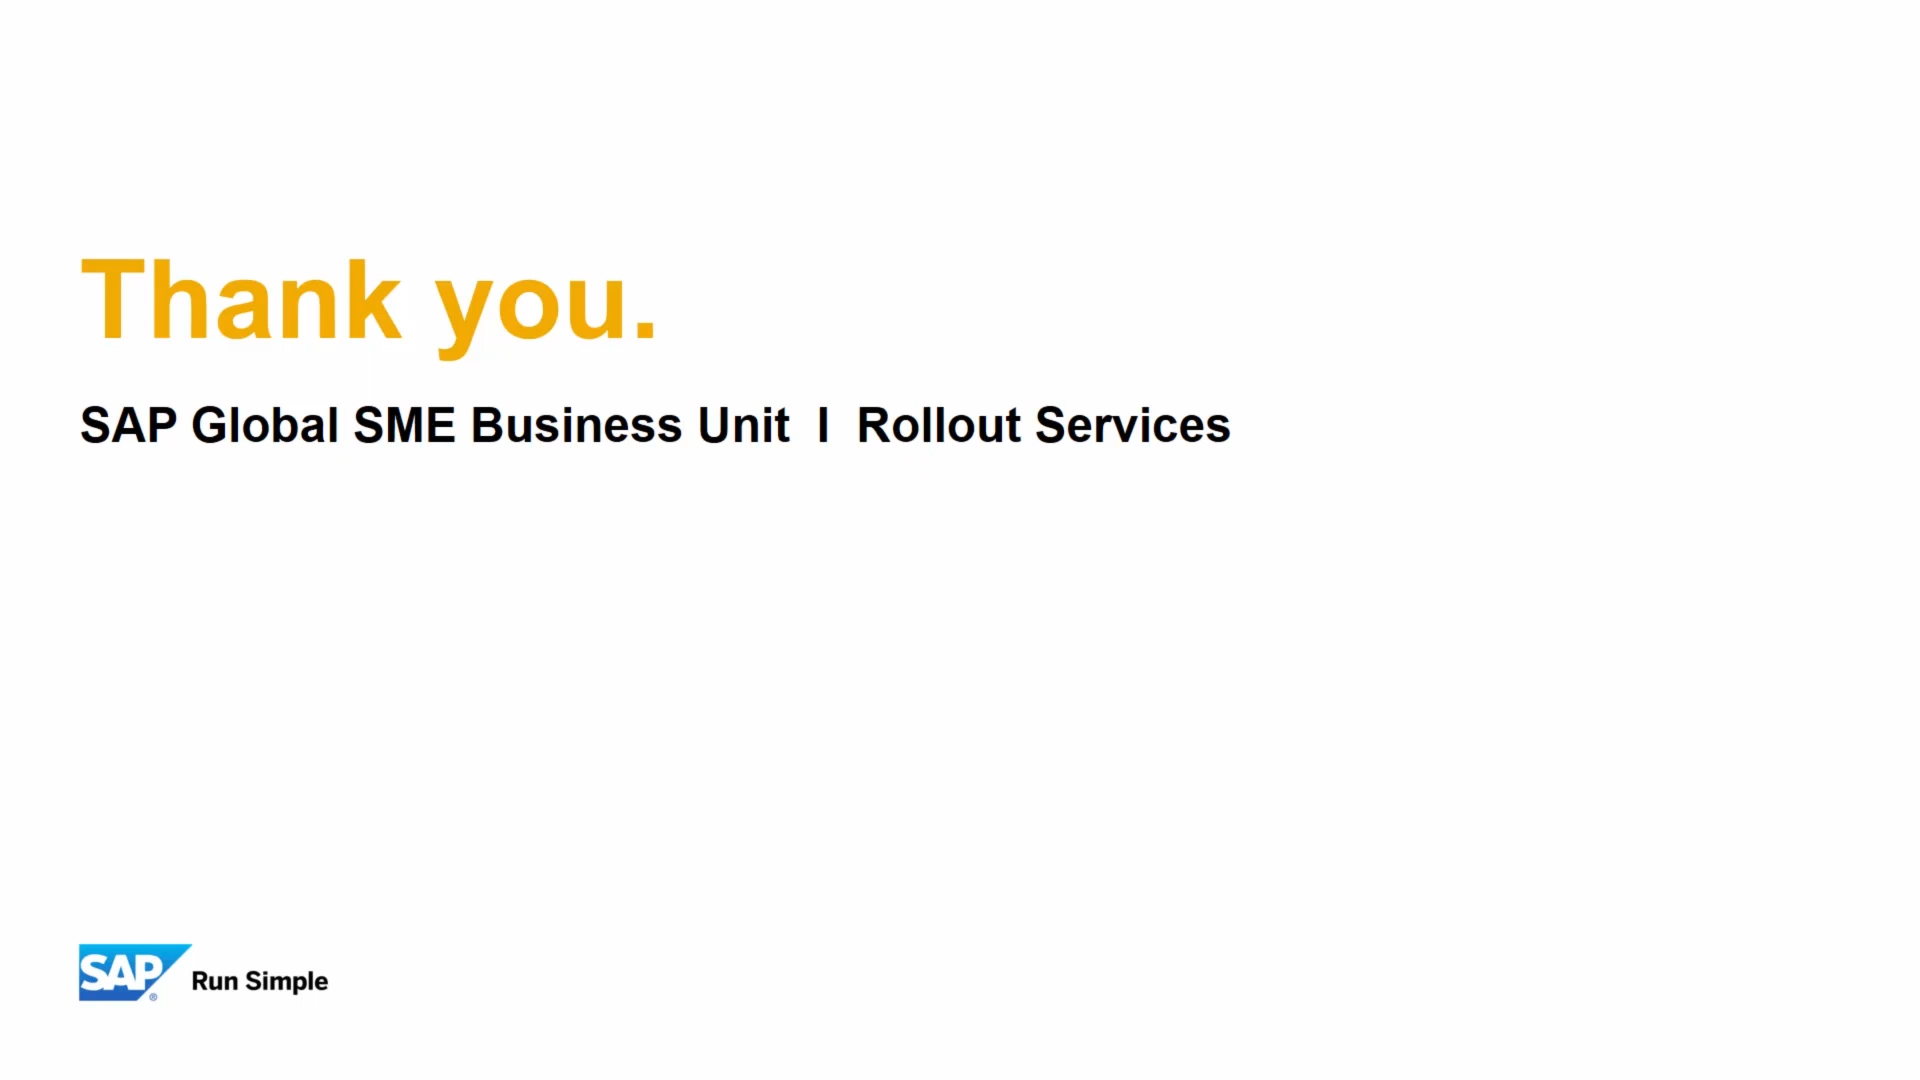 Thank you.
SAP Global SME Business Unit I Rollout Services
SAP® Run Simple